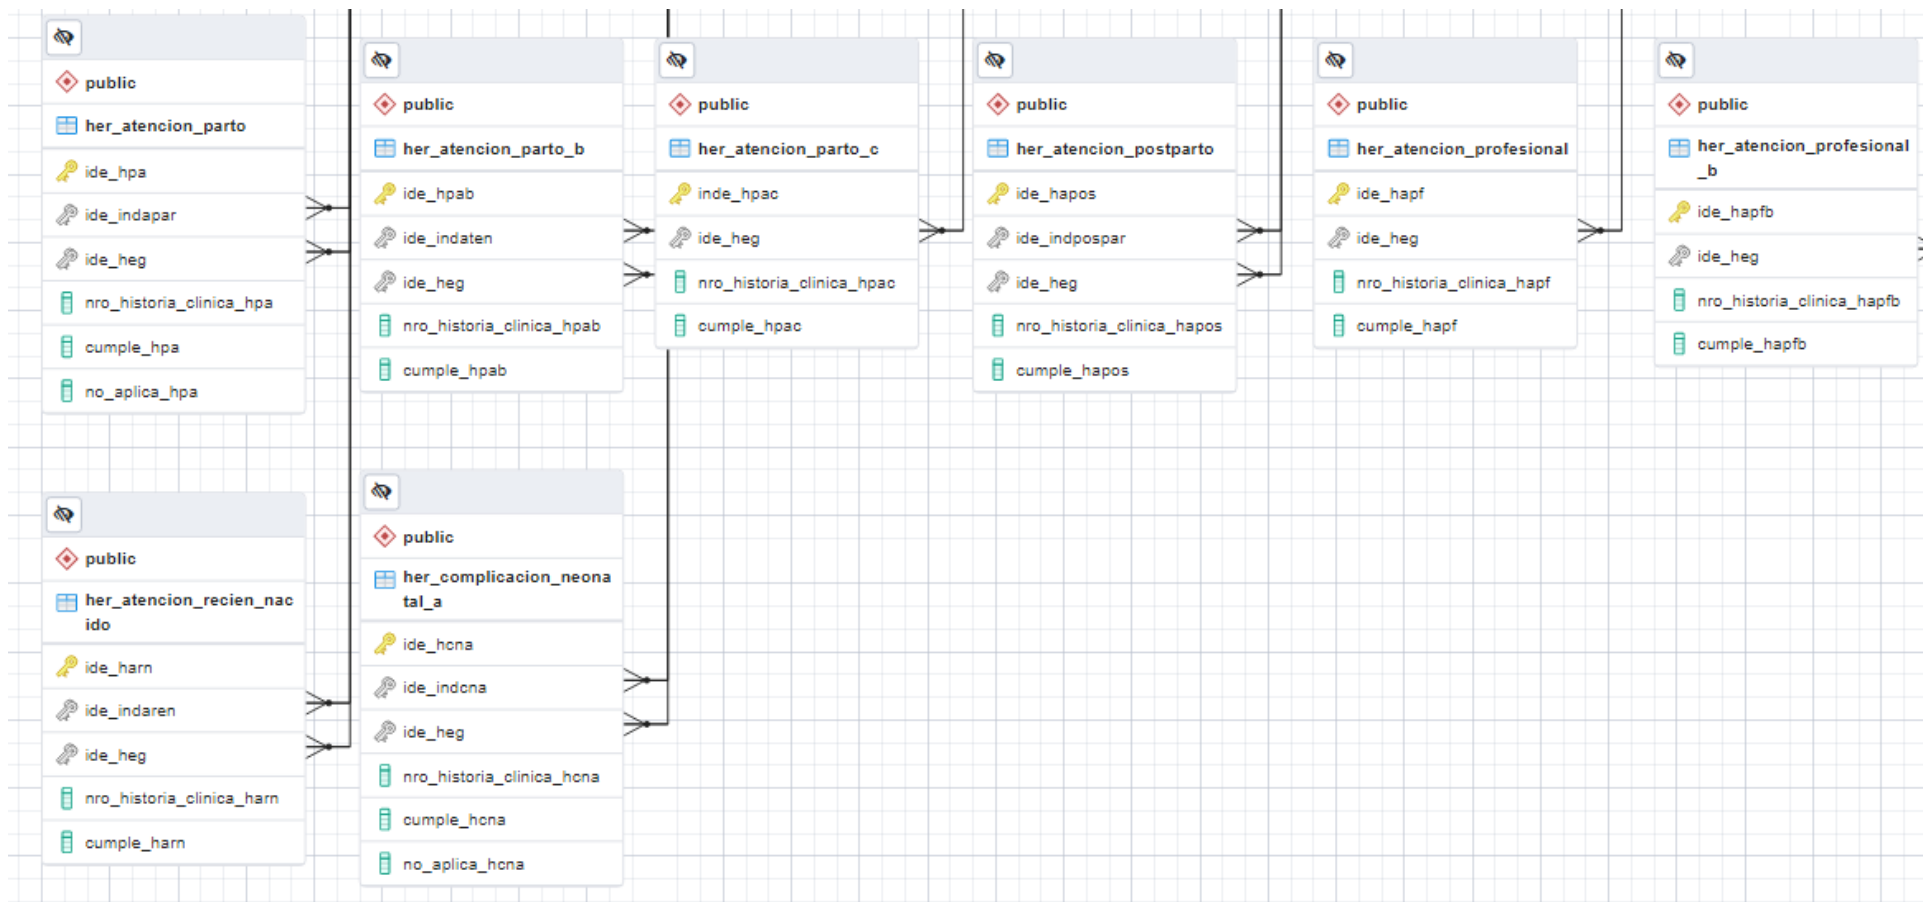 public
her_atencion_parto
ide_hpa
ide_indapar
ide_heg
nro_historia_clinica_hpa
cumple_hpa
no_aplica_hpa
public
her_atencion_parto_b
ide_hpab
ide_indaten
ide_heg
nro_historia_clinica_hpab
cumple_hpab
public
her_atencion_parto_c
inde_hpac
ide_heg
nro_historia_clinica_hpac
cumple_hpac
public
her_atencion_postparto
ide_hapos
ide_indpospar
ide_heg
nro_historia_clinica_hapos
cumple_hapos
public
her_atencion_profesional
ide_hapf
ide_heg
nro_historia_clinica_hapf
cumple_hapf
public
her_atencion_profesional
_b
ide_hapfb
ide_heg
nro_historia_clinica_hapfb
cumple_hapfb
public
her_atencion_recien_nac
ido
ide_harn
ide_indaren
ide_heg
nro_historia_clinica_harn
cumple_harn
public
her_complicacion_neona
tal_a
ide_hcna
ide_indcna
ide_heg
nro_historia_clinica_hcna
cumple_hcna
no_aplica_hcna